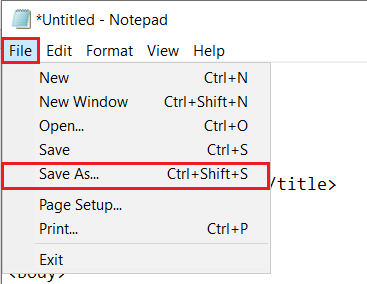 *Untitled - Notepad
File Edit Format View Help
New Ctrl+N
New Window Ctrl+Shift+N
Open... Ctrl+O
Save Ctrl+S
Save As... Ctrl+Shift+S
/title>
Page Setup...
Print... Ctrl+P
Exit
<body>